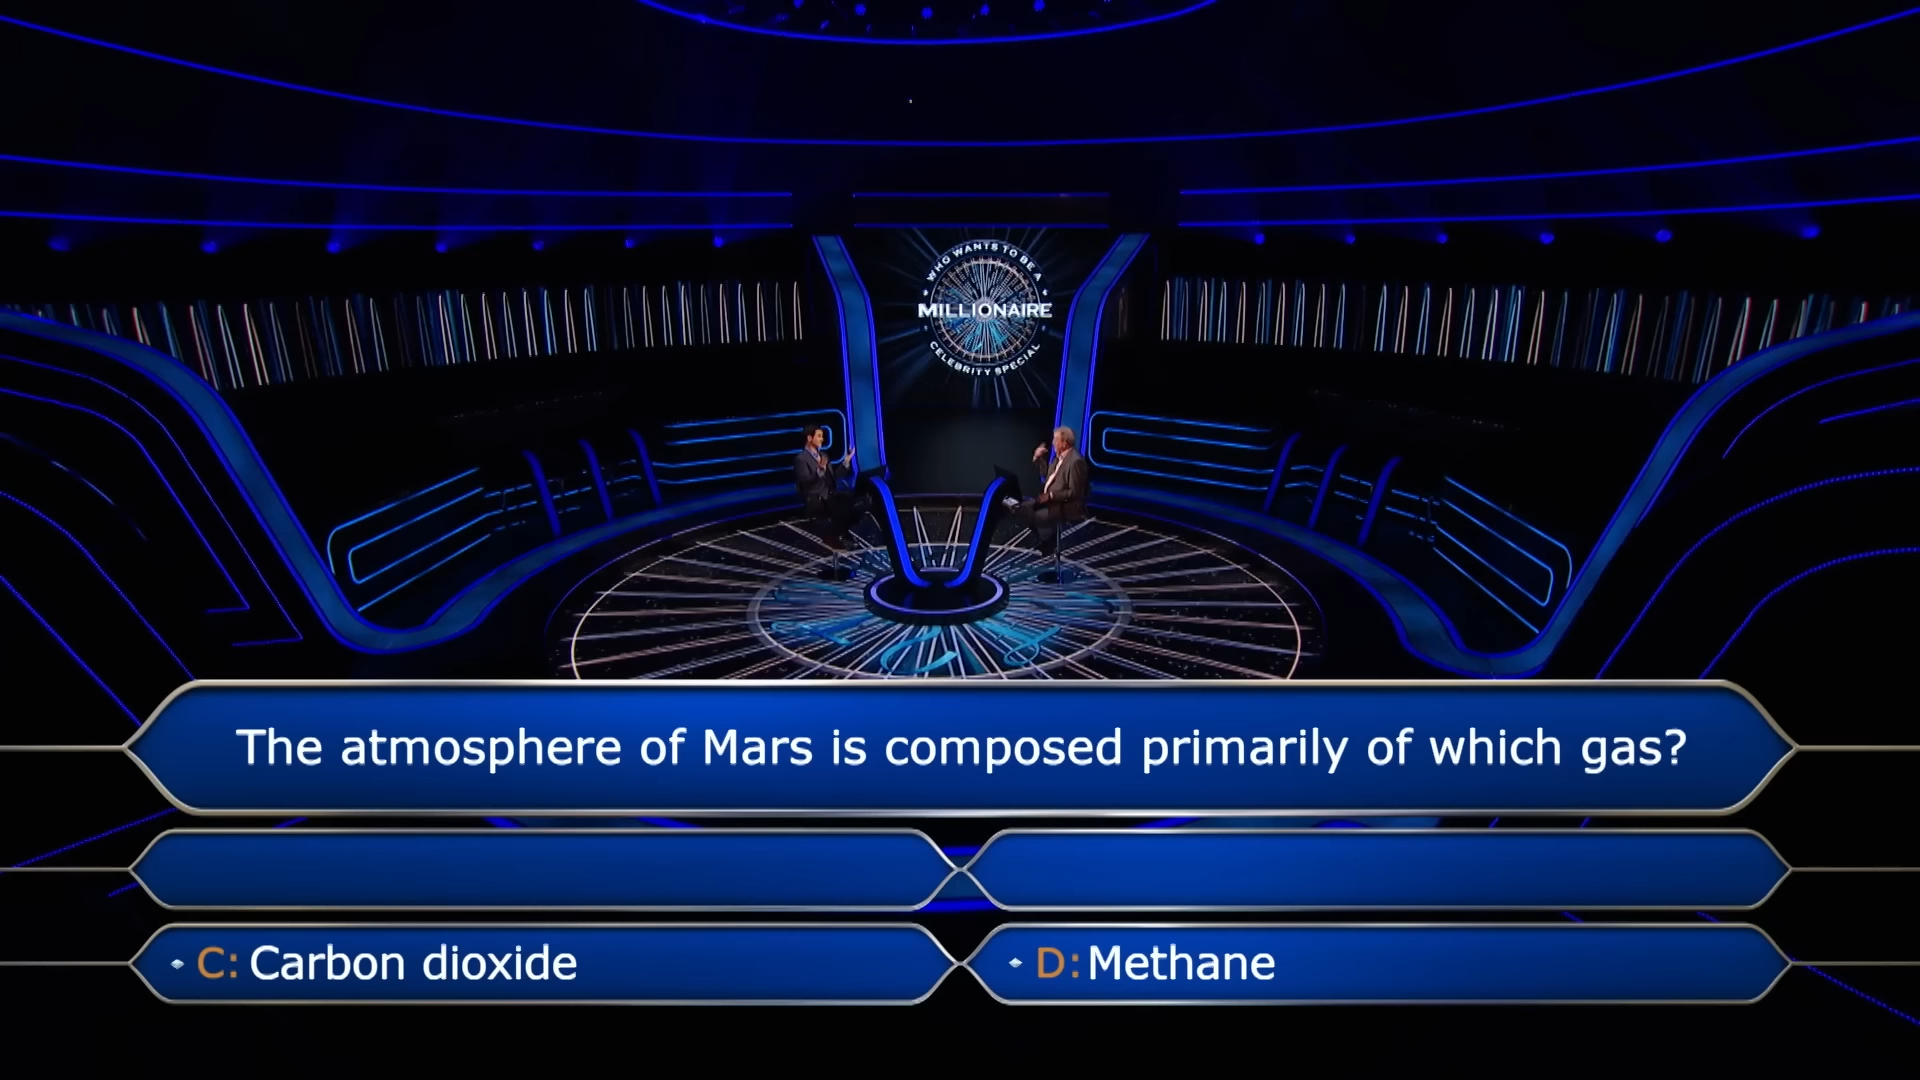 WHO WANTS TO BE A
MILLIONAIRE
CELEBRITY SPECIAL
The atmosphere of Mars is composed primarily of which gas?
C: Carbon dioxide
D: Methane